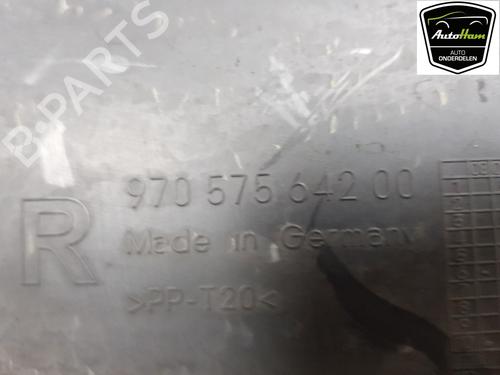 AutoHam
AUTO
ONDERDELEN
B-PARTS
R
970 575 642 00
Made in Germany
>PP-T20<